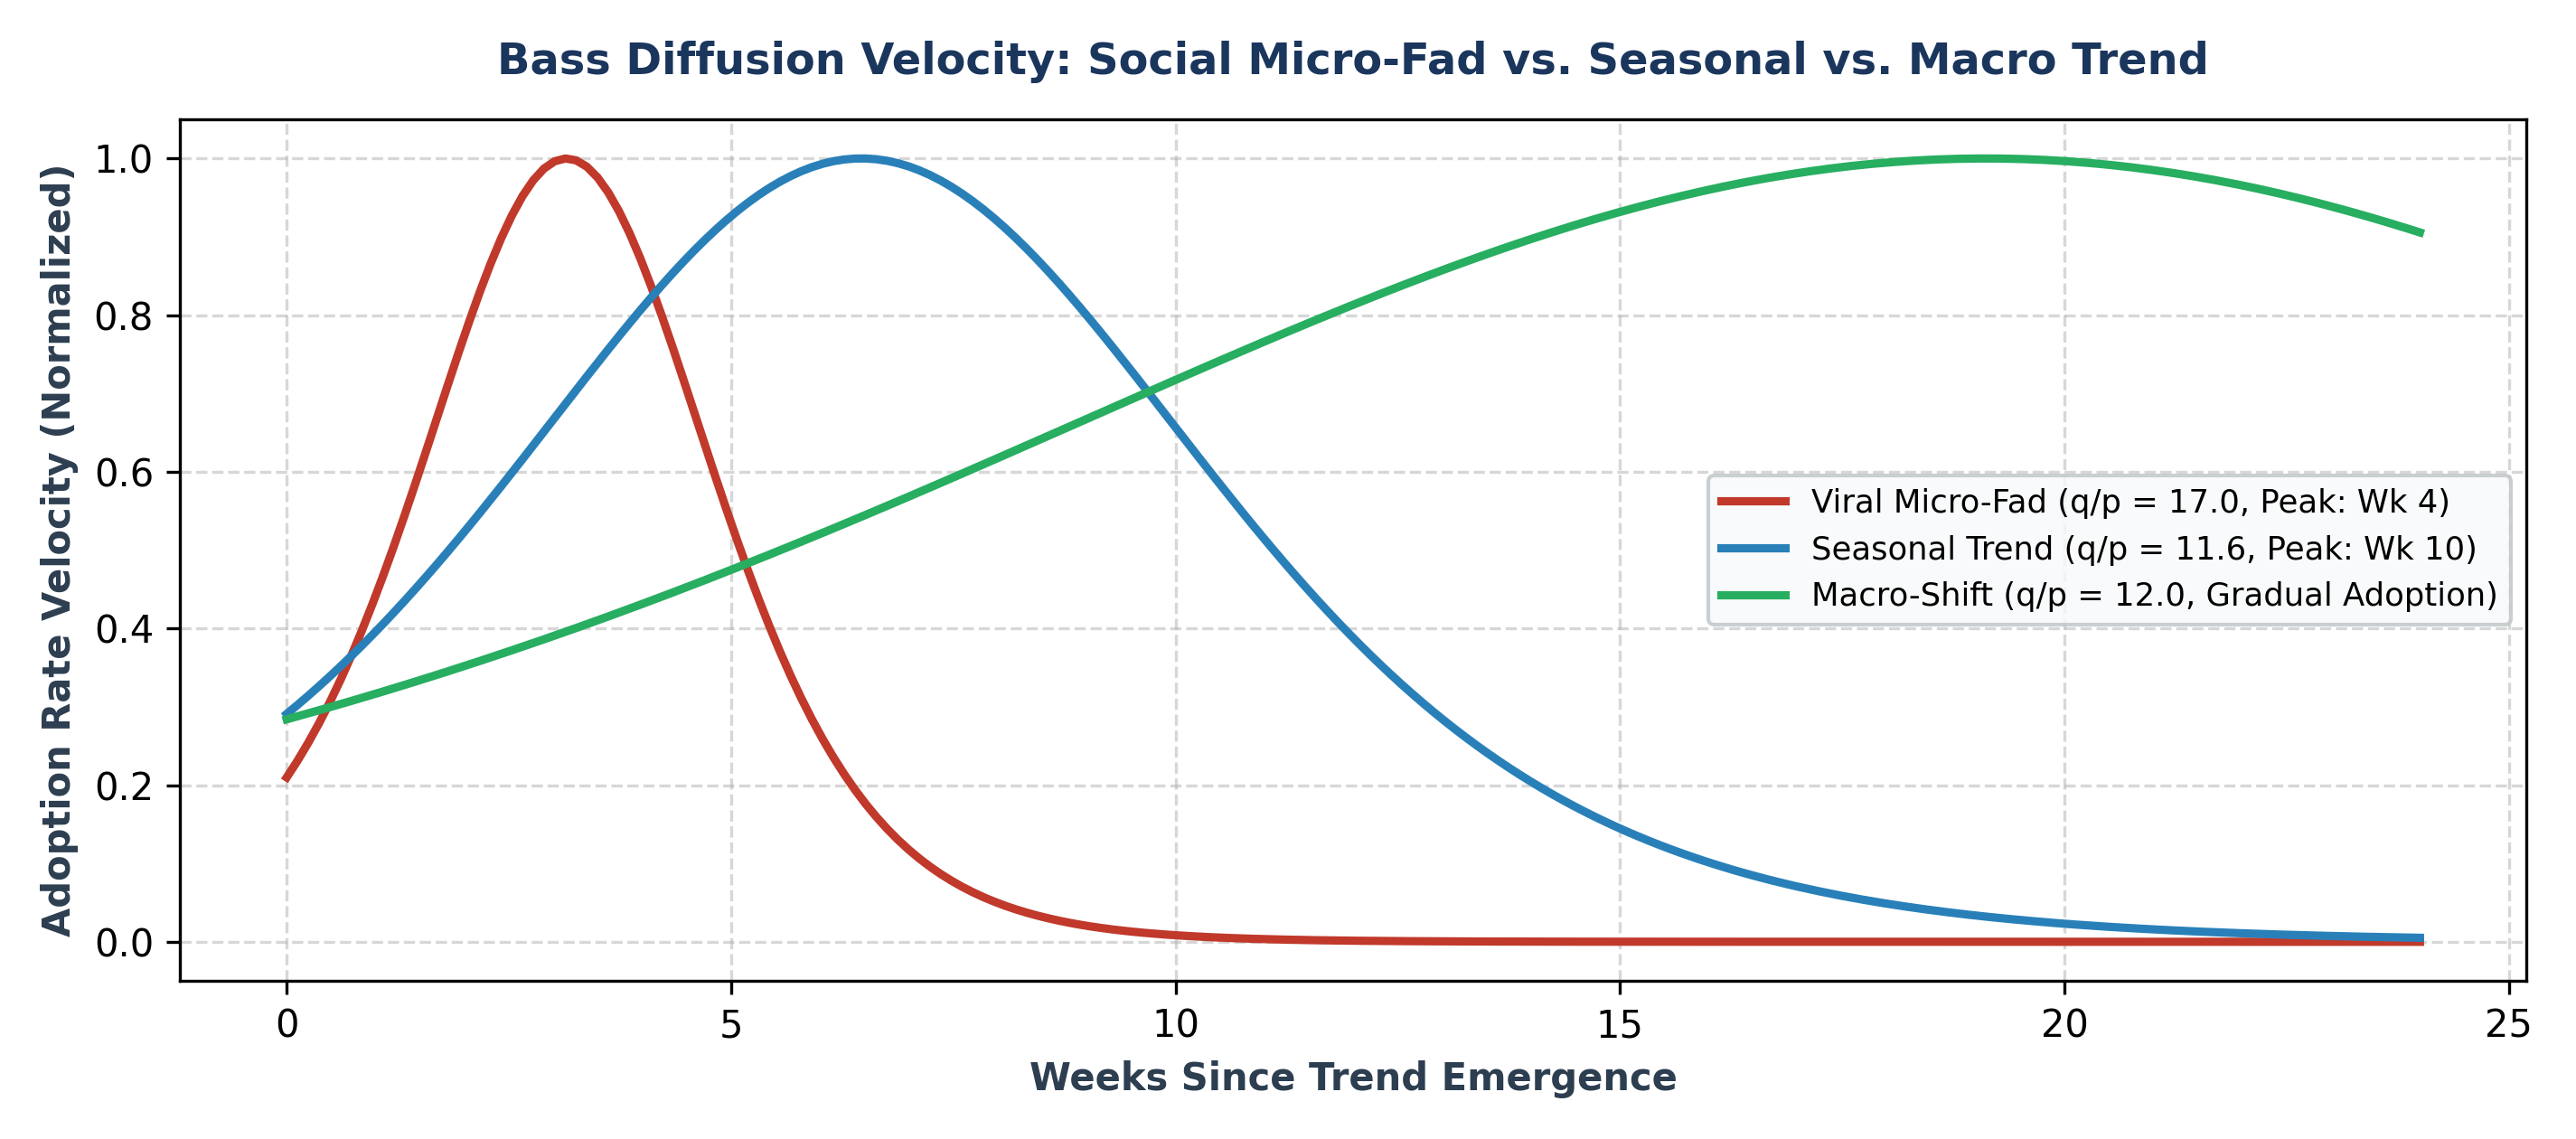 Bass Diffusion Velocity: Social Micro-Fad vs. Seasonal vs. Macro Trend
Adoption Rate Velocity (Normalized)
1.0
0.8
0.6
0.4
0.2
0.0
Viral Micro-Fad (q/p = 17.0, Peak: Wk 4)
Seasonal Trend (q/p = 11.6, Peak: Wk 10)
Macro-Shift (q/p = 12.0, Gradual Adoption)
0 5 10 15 20 25
Weeks Since Trend Emergence